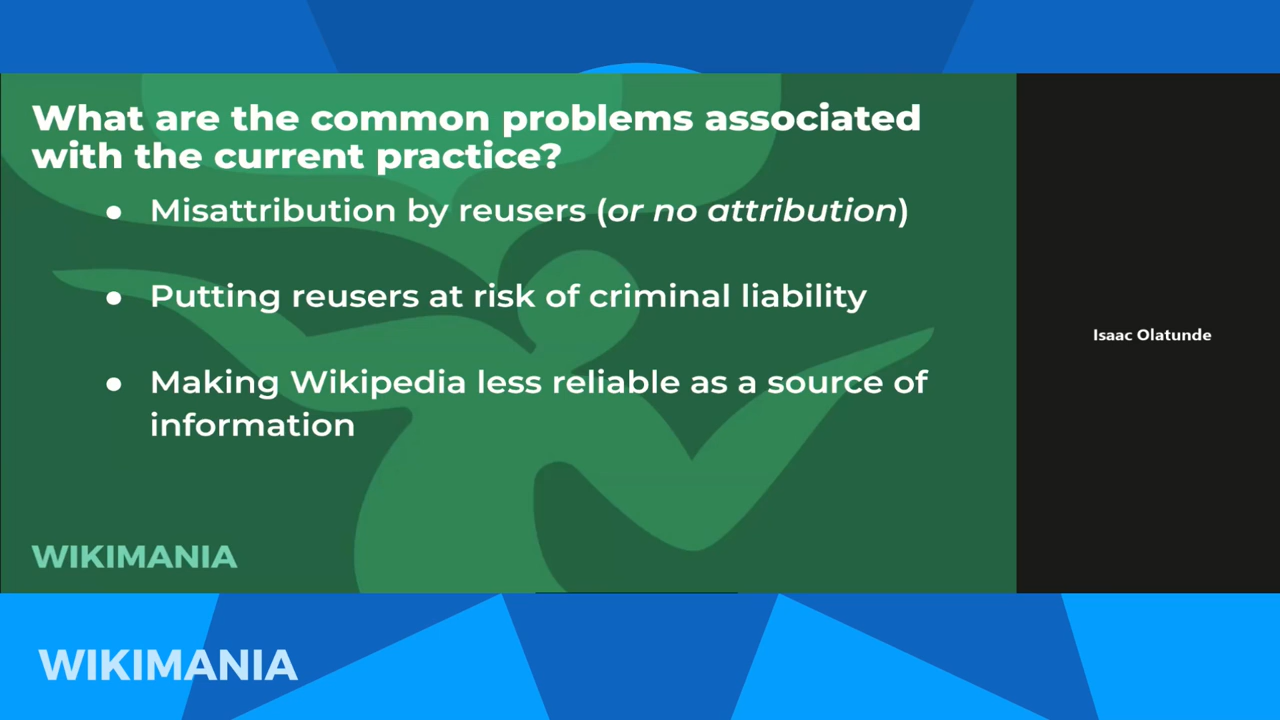 What are the common problems associated
with the current practice?
● Misattribution by reusers (or no attribution)
● Putting reusers at risk of criminal liability
● Making Wikipedia less reliable as a source of
information
WIKIMANIA
Isaac Olatunde
WIKIMANIA